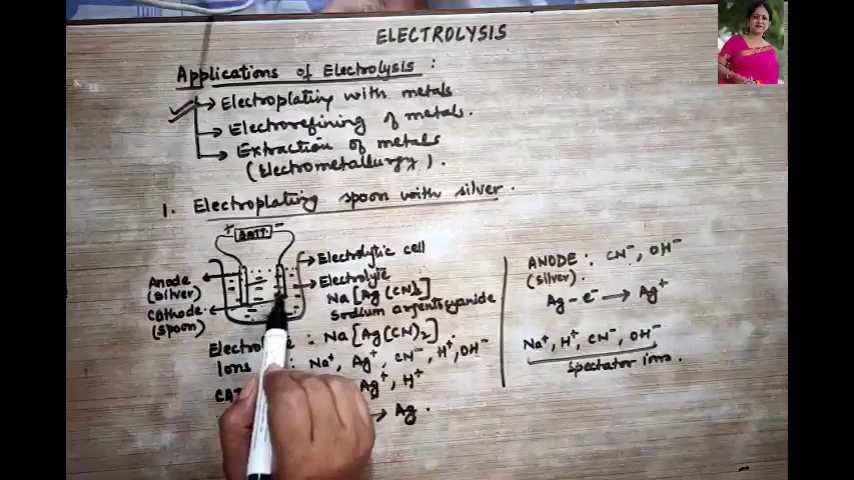 ELECTROLYSIS
Applications of Electrolysis :
→ Electroplating with metals
→ Electrorefining of metals.
→ Extraction of metals
(Electrometallurgy).
1. Electroplating spoon with silver.
+ BATT. -
Anode
(silver)
Cathode
(spoon)
→ Electrolytic cell
→ Electrolyte
Na[Ag(CN)₂]
Sodium argentocyanide
: Na[Ag(CN)₂]
Ions : Na⁺, Ag⁺, CN⁻, H⁺, OH⁻
Ag⁺, H⁺
→ Ag.
ANODE : CN⁻, OH⁻
(silver).
Ag - e⁻ → Ag⁺
Na⁺, H⁺, CN⁻, OH⁻
spectator ions.